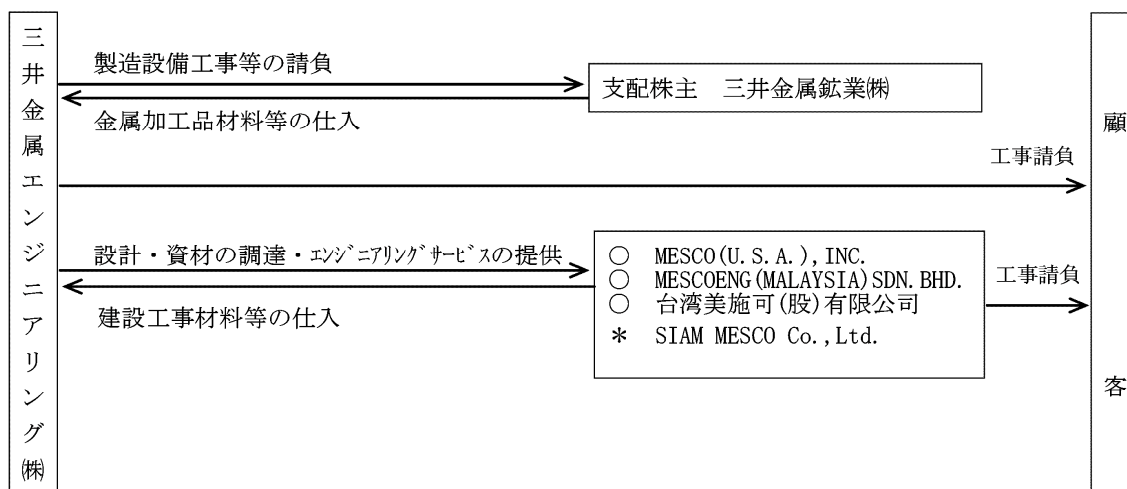 三井金属エンジニアリング㈱
製造設備工事等の請負
支配株主 三井金属鉱業㈱
金属加工品材料等の仕入
顧客
工事請負
設計・資材の調達・ｴﾝｼﾞﾆｱﾘﾝｸﾞｻｰﾋﾞｽの提供
建設工事材料等の仕入
○ MESCO(U.S.A.),INC.
○ MESCOENG(MALAYSIA)SDN.BHD.
○ 台湾美施可(股)有限公司
* SIAM MESCO Co.,Ltd.
工事請負